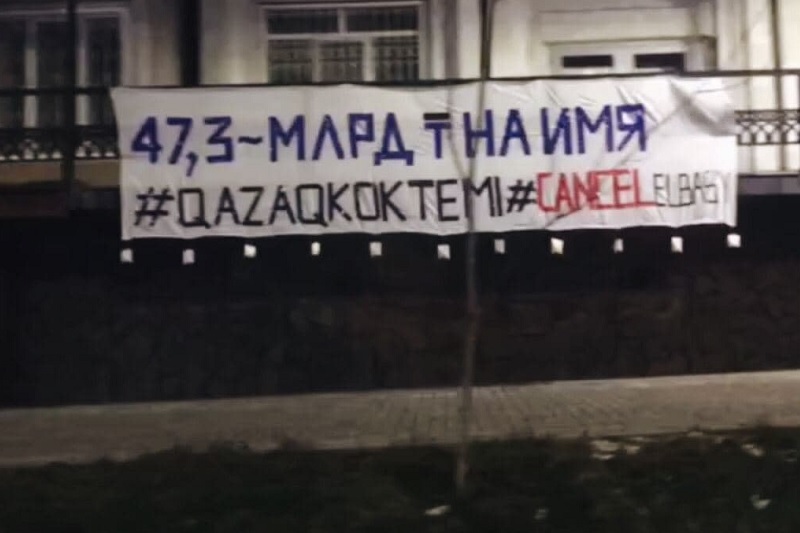 47,3~МЛРД ₸ НА ИМЯ
#QAZAQKOKTEMI#CANCELELBASY